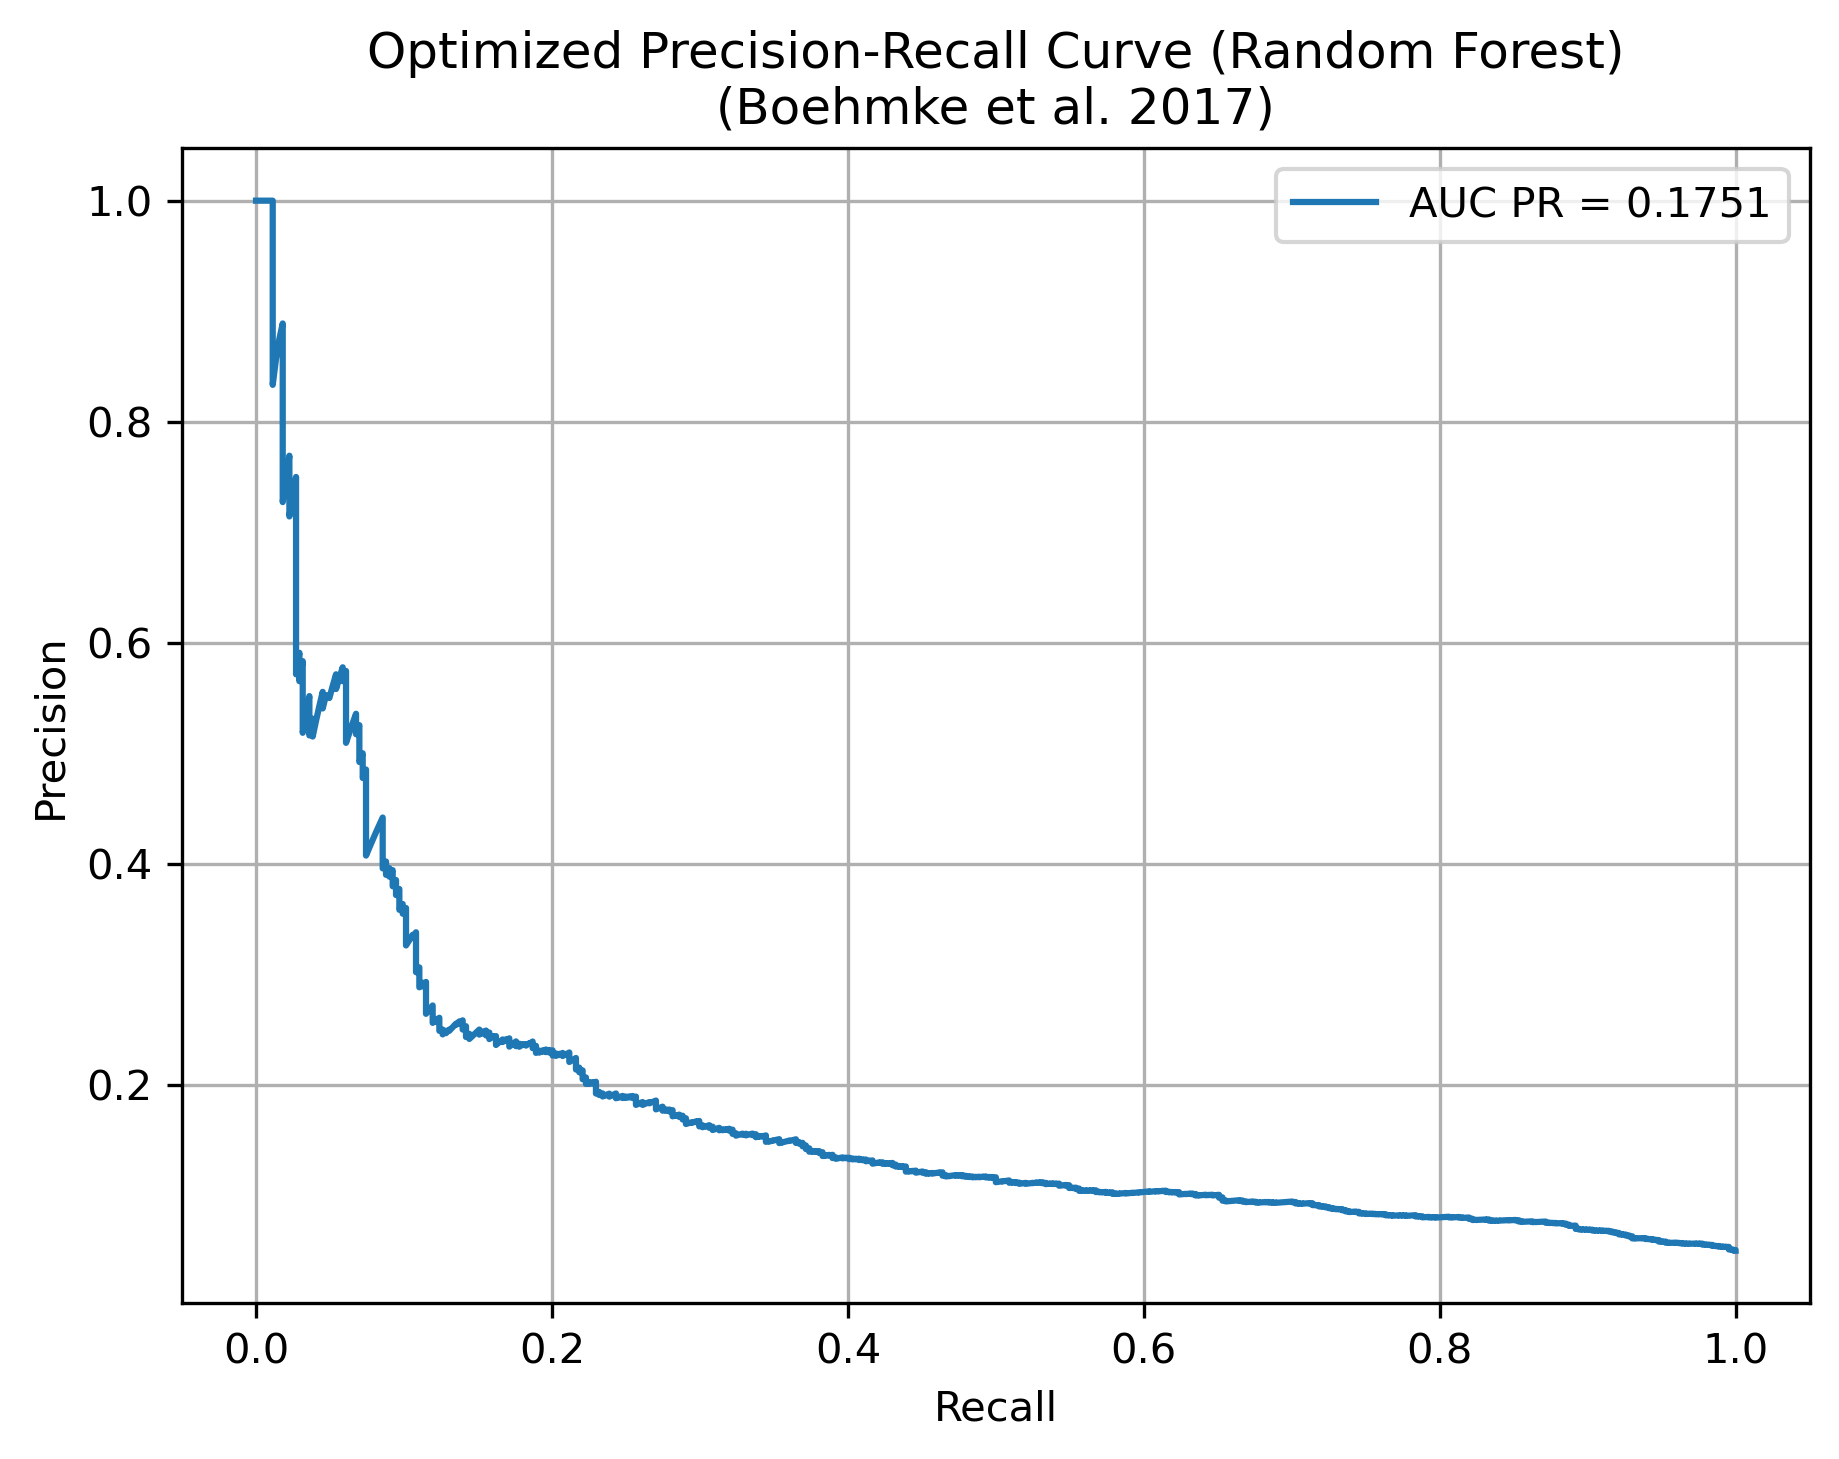 Optimized Precision-Recall Curve (Random Forest)
(Boehmke et al. 2017)
AUC PR = 0.1751
Precision
1.0
0.8
0.6
0.4
0.2
0.0
0.2
0.4
0.6
0.8
1.0
Recall